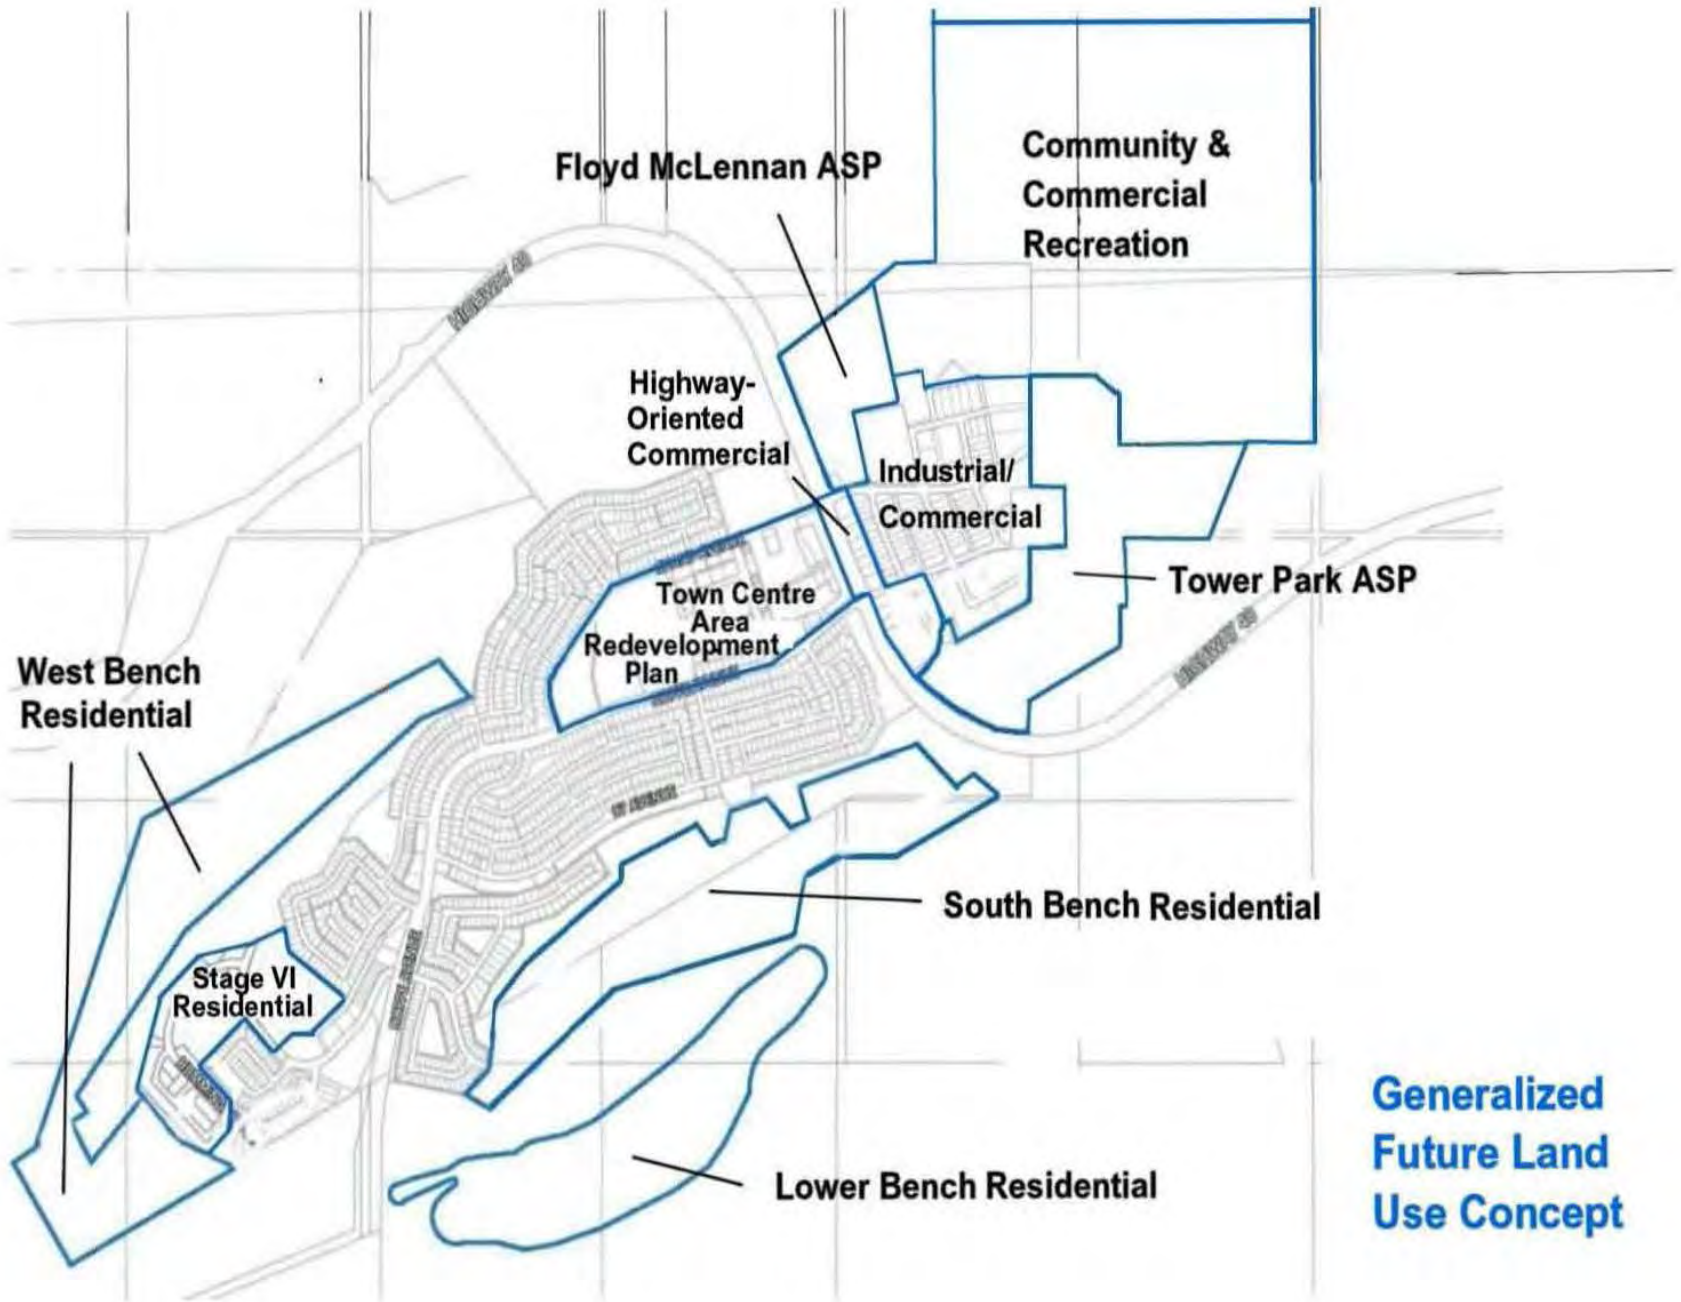 Community &
Commercial
Recreation
Floyd McLennan ASP
Highway-
Oriented
Commercial
Industrial/
Commercial
Town Centre
Area
Redevelopment
Plan
Tower Park ASP
West Bench
Residential
South Bench Residential
Stage VI
Residential
Lower Bench Residential
Generalized
Future Land
Use Concept